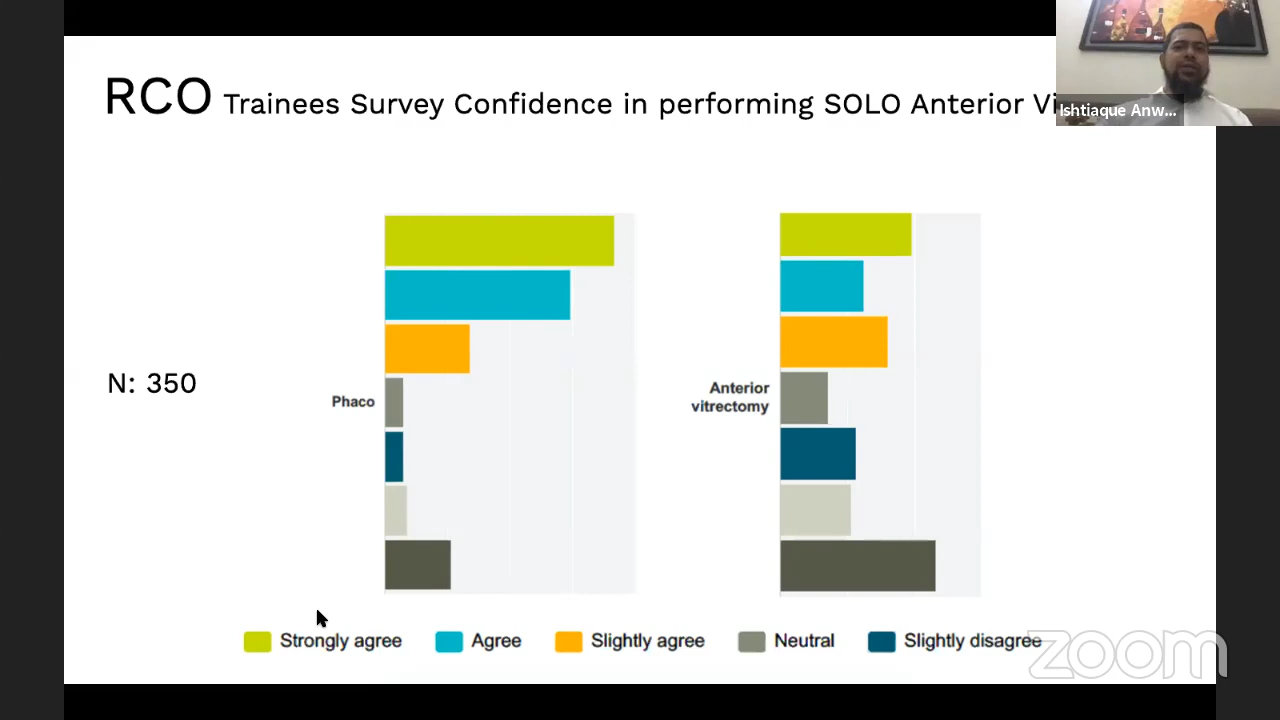 RCO Trainees Survey Confidence in performing SOLO Anterior Vi
Ishtiaque Anw...
N: 350
Phaco
Anterior
vitrectomy
Strongly agree Agree Slightly agree Neutral Slightly disagree
zoom